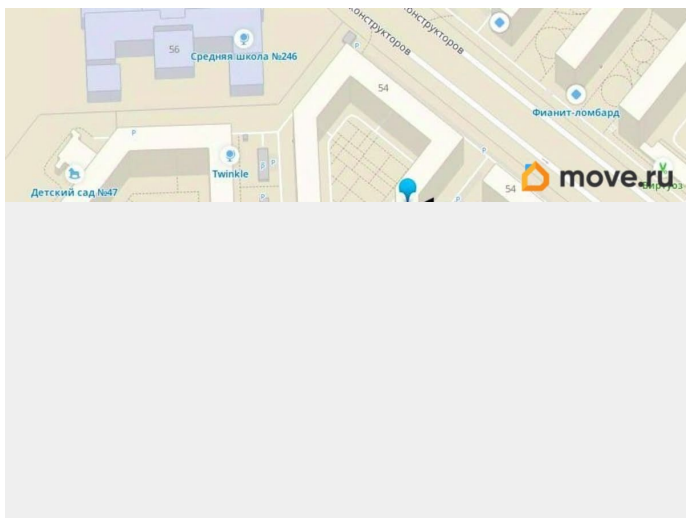 конструкторов
Конструкторов
56
Средняя школа №246
P
54
Фианит-ломбард
P
Twinkle
P P
Детский сад №47
54
move.ru
P
P
P